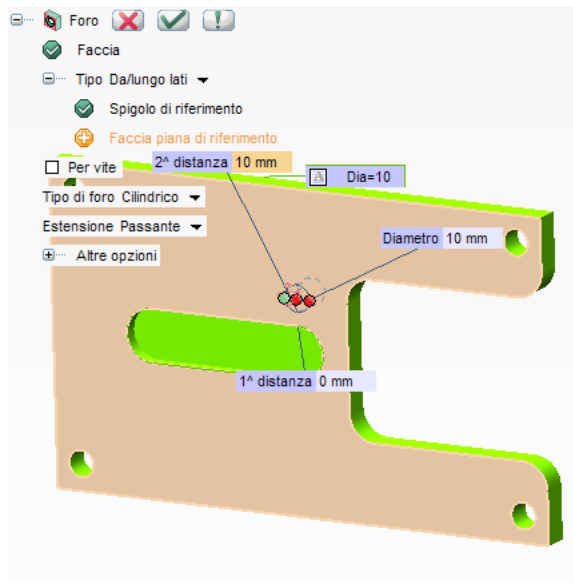 Foro
Faccia
Tipo Da/lungo lati
Spigolo di riferimento
Faccia piana di riferimento
Per vite
2^ distanza 10 mm
A Dia=10
Tipo di foro Cilindrico
Estensione Passante
Diametro 10 mm
Altre opzioni
1^ distanza 0 mm